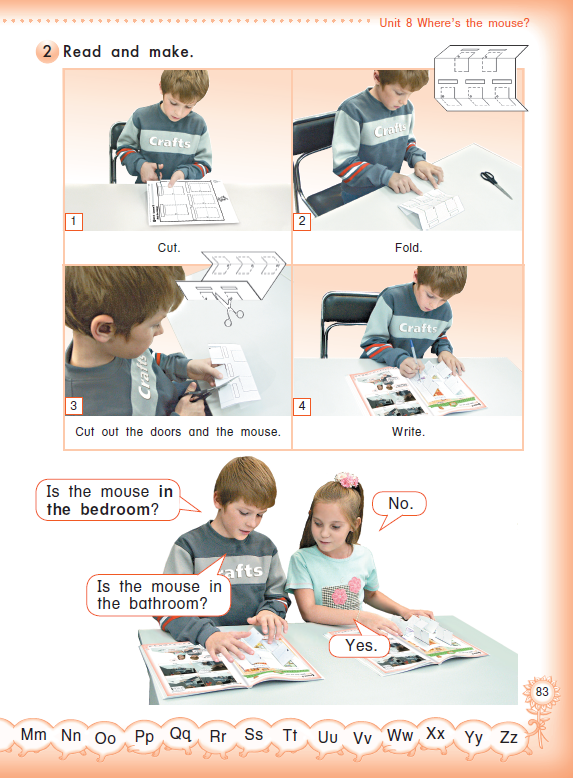 Unit 8 Where's the mouse?
2 Read and make.
Crafts
1
Cut.
Crafts
2
Fold.
Crafts
3
Cut out the doors and the mouse.
Crafts
4
Write.
Is the mouse in
the bedroom?
No.
afts
Is the mouse in
the bathroom?
Yes.
83
Mm Nn Oo Pp Qq Rr Ss Tt Uu Vv Ww Xx Yy Zz